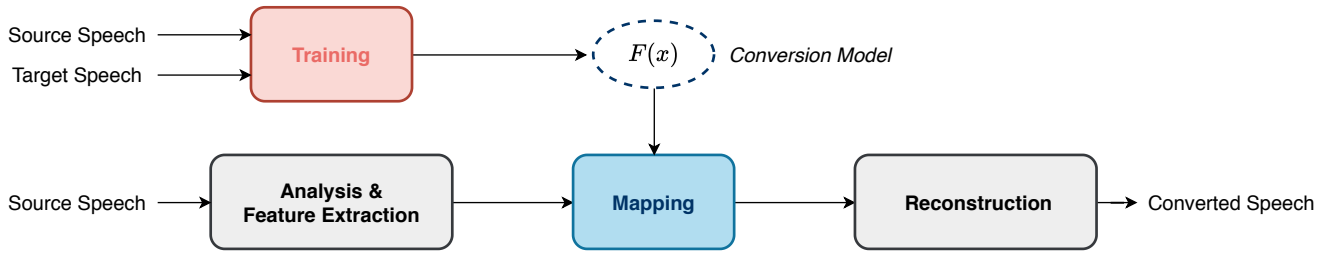 Source Speech
Target Speech
Training
F(x)
Conversion Model
Source Speech
Analysis &
Feature Extraction
Mapping
Reconstruction
Converted Speech